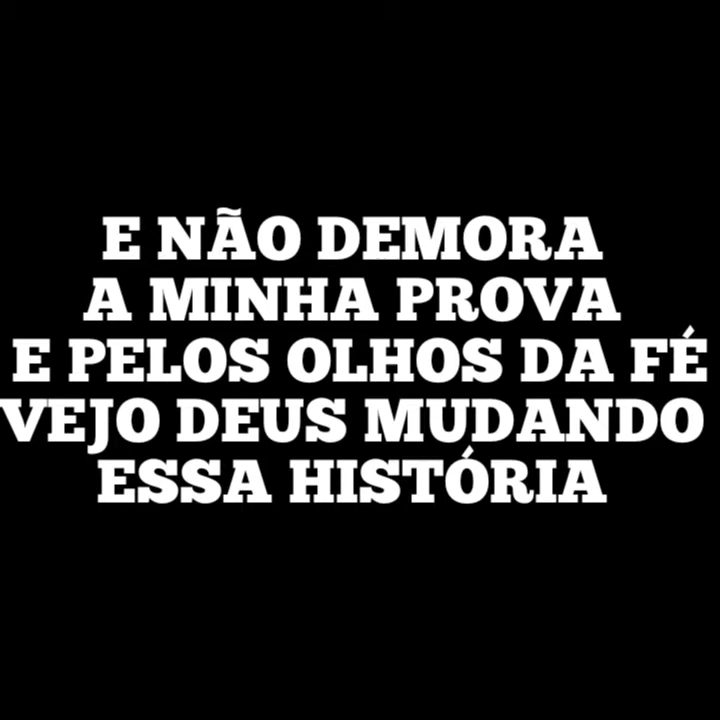 E NÃO DEMORA
A MINHA PROVA
E PELOS OLHOS DA FÉ
VEJO DEUS MUDANDO
ESSA HISTÓRIA